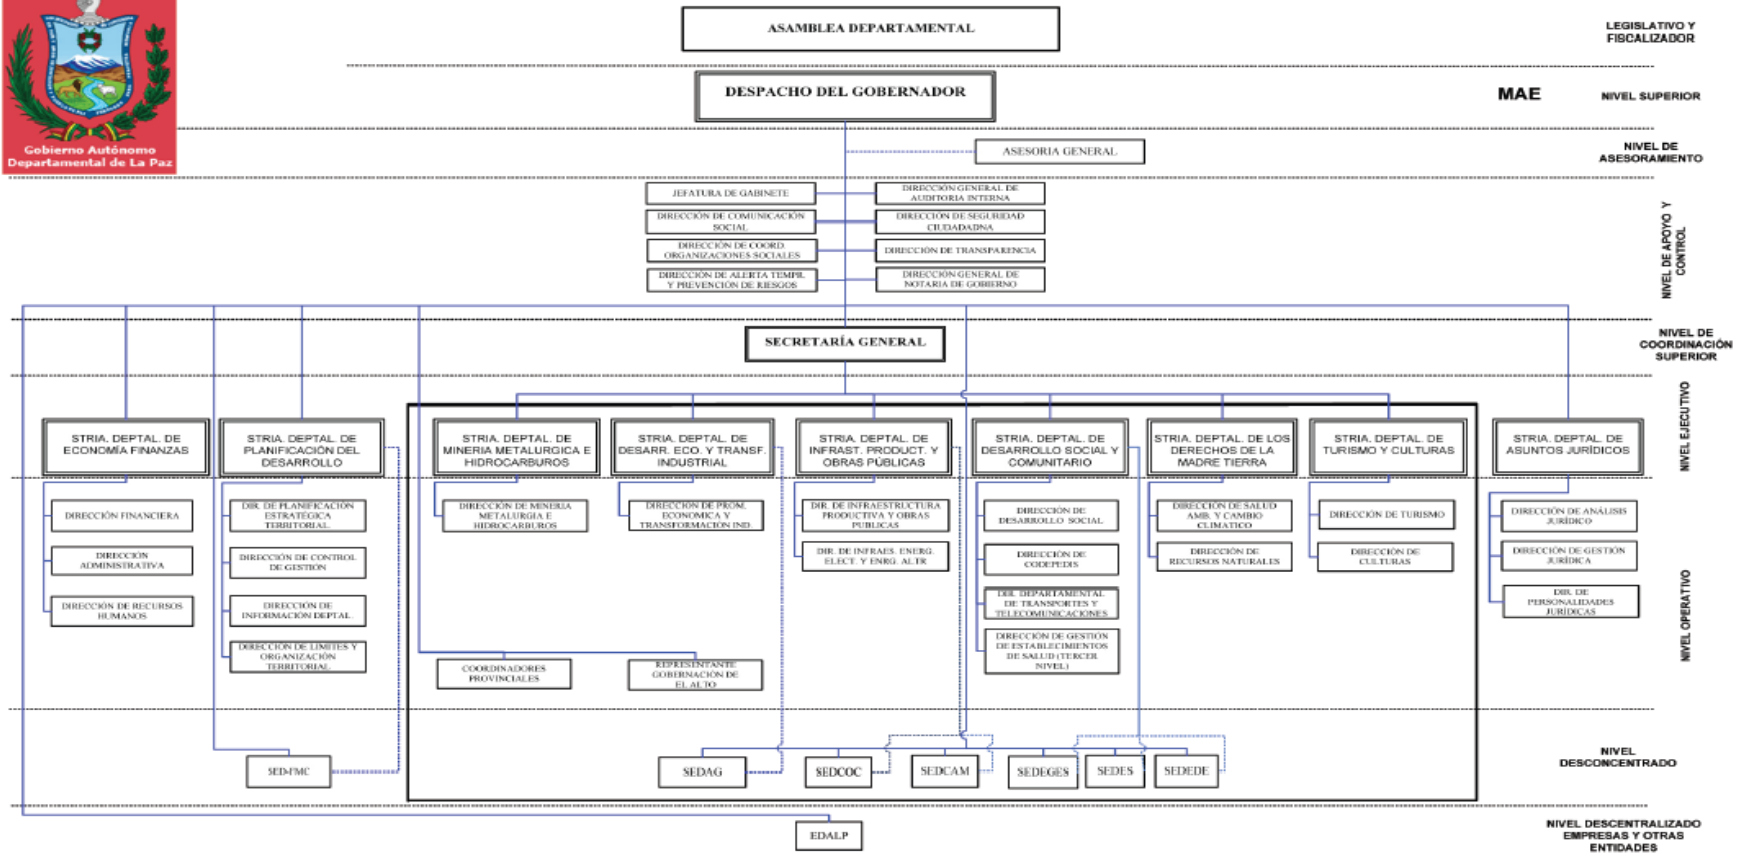 ASAMBLEA DEPARTAMENTAL
LEGISLATIVO Y
FISCALIZADOR
Gobierno Autónomo
Departamental de La Paz
DESPACHO DEL GOBERNADOR
MAE
NIVEL SUPERIOR
ASESORIA GENERAL
NIVEL DE
ASESORAMIENTO
JEFATURA DE GABINETE
DIRECCIÓN GENERAL DE
AUDITORIA INTERNA
DIRECCIÓN DE COMUNICACIÓN
SOCIAL
DIRECCIÓN DE SEGURIDAD
CIUDADADNA
DIRECCIÓN DE COORD.
ORGANIZACIONES SOCIALES
DIRECCIÓN DE TRANSPARENCIA
DIRECCIÓN DE ALERTA TEMPR.
Y PREVENCIÓN DE RIESGOS
DIRECCIÓN GENERAL DE
NOTARIA DE GOBIERNO
NIVEL DE APOYO Y
CONTROL
SECRETARÍA GENERAL
NIVEL DE
COORDINACIÓN
SUPERIOR
STRIA. DEPTAL. DE
ECONOMÍA FINANZAS
STRIA. DEPTAL. DE
PLANIFICACIÓN DEL
DESARROLLO
STRIA. DEPTAL. DE
MINERIA METALURGICA E
HIDROCARBUROS
STRIA. DEPTAL. DE
DESARR. ECO. Y TRANSF.
INDUSTRIAL
STRIA. DEPTAL. DE
INFRAST. PRODUCT. Y
OBRAS PÚBLICAS
STRIA. DEPTAL. DE
DESARROLLO SOCIAL Y
COMUNITARIO
STRIA. DEPTAL. DE LOS
DERECHOS DE LA
MADRE TIERRA
STRIA. DEPTAL. DE
TURISMO Y CULTURAS
STRIA. DEPTAL. DE
ASUNTOS JURÍDICOS
NIVEL EJECUTIVO
DIRECCIÓN FINANCIERA
DIRECCIÓN
ADMINISTRATIVA
DIRECCIÓN DE RECURSOS
HUMANOS
DIR. DE PLANIFICACIÓN
ESTRATÉGICA
TERRITORIAL
DIRECCIÓN DE CONTROL
DE GESTIÓN
DIRECCIÓN DE
INFORMACIÓN DEPTAL.
DIRECCION DE LIMITES Y
ORGANIZACIÓN
TERRITORIAL
DIRECCIÓN DE MINERIA
METALURGIA E
HIDROCARBUROS
DIRECCION DE PROM.
ECONOMICA Y
TRANSFORMACIÓN IND.
DIR. DE INFRAESTRUCTURA
PRODUCTIVA Y OBRAS
PUBLICAS
DIR. DE INFRAES. ENERG.
ELECT. Y ENRG. ALTR
DIRECCIÓN DE
DESARROLLO SOCIAL
DIRECCIÓN DE
CODEPEDIS
DIR. DEPARTAMENTAL
DE TRANSPORTES Y
TELECOMUNICACIONES
DIRECCIÓN DE GESTIÓN
DE ESTABLECIMIENTOS
DE SALUD (TERCER
NIVEL)
DIRECCIÓN DE SALUD
AMB. Y CAMBIO
CLIMATICO
DIRECCIÓN DE
RECURSOS NATURALES
DIRECCIÓN DE TURISMO
DIRECCIÓN DE
CULTURAS
DIRECCIÓN DE ANÁLISIS
JURÍDICO
DIRECCIÓN DE GESTIÓN
JURÍDICA
DIR. DE
PERSONALIDADES
JURÍDICAS
NIVEL OPERATIVO
COORDINADORES
PROVINCIALES
REPRESENTANTE
GOBERNACIÓN DE
EL ALTO
SED-FMC
SEDAG
SEDCOC
SEDCAM
SEDEGES
SEDES
SEDEDE
NIVEL
DESCONCENTRADO
EDALP
NIVEL DESCENTRALIZADO
EMPRESAS Y OTRAS
ENTIDADES